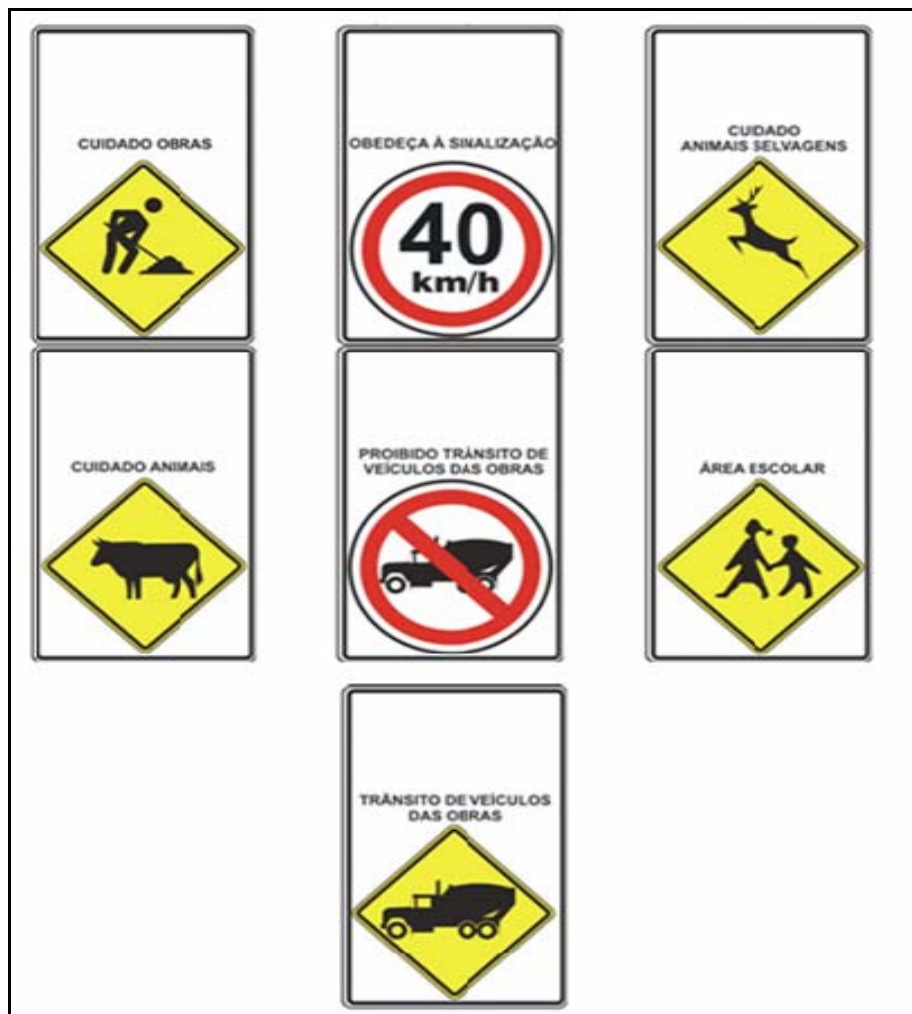 CUIDADO OBRAS
OBEDEÇA À SINALIZAÇÃO
40
km/h
CUIDADO
ANIMAIS SELVAGENS
CUIDADO ANIMAIS
PROIBIDO TRÂNSITO DE
VEÍCULOS DAS OBRAS
ÁREA ESCOLAR
TRÂNSITO DE VEÍCULOS
DAS OBRAS